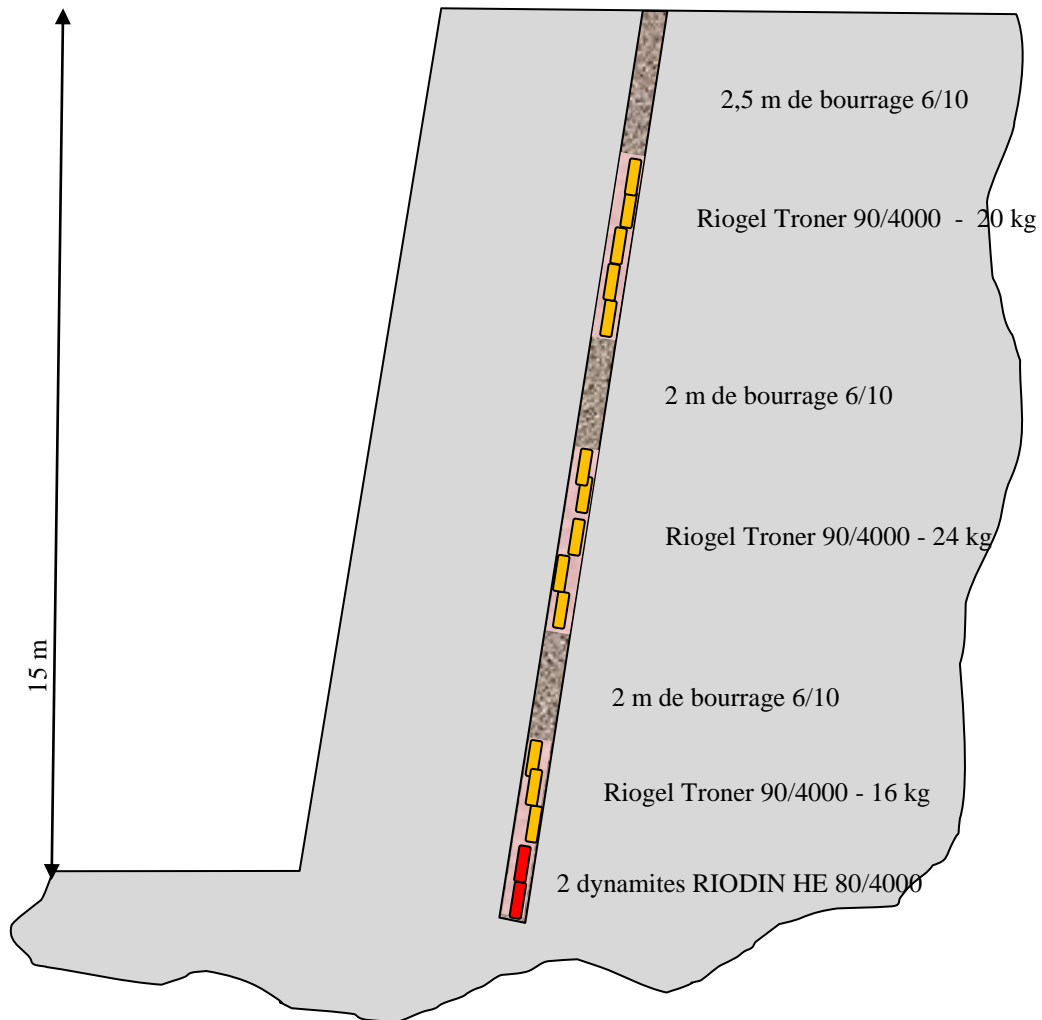 2,5 m de bourrage 6/10
Riogel Troner 90/4000 - 20 kg
2 m de bourrage 6/10
Riogel Troner 90/4000 - 24 kg
15 m
2 m de bourrage 6/10
Riogel Troner 90/4000 - 16 kg
2 dynamites RIODIN HE 80/4000